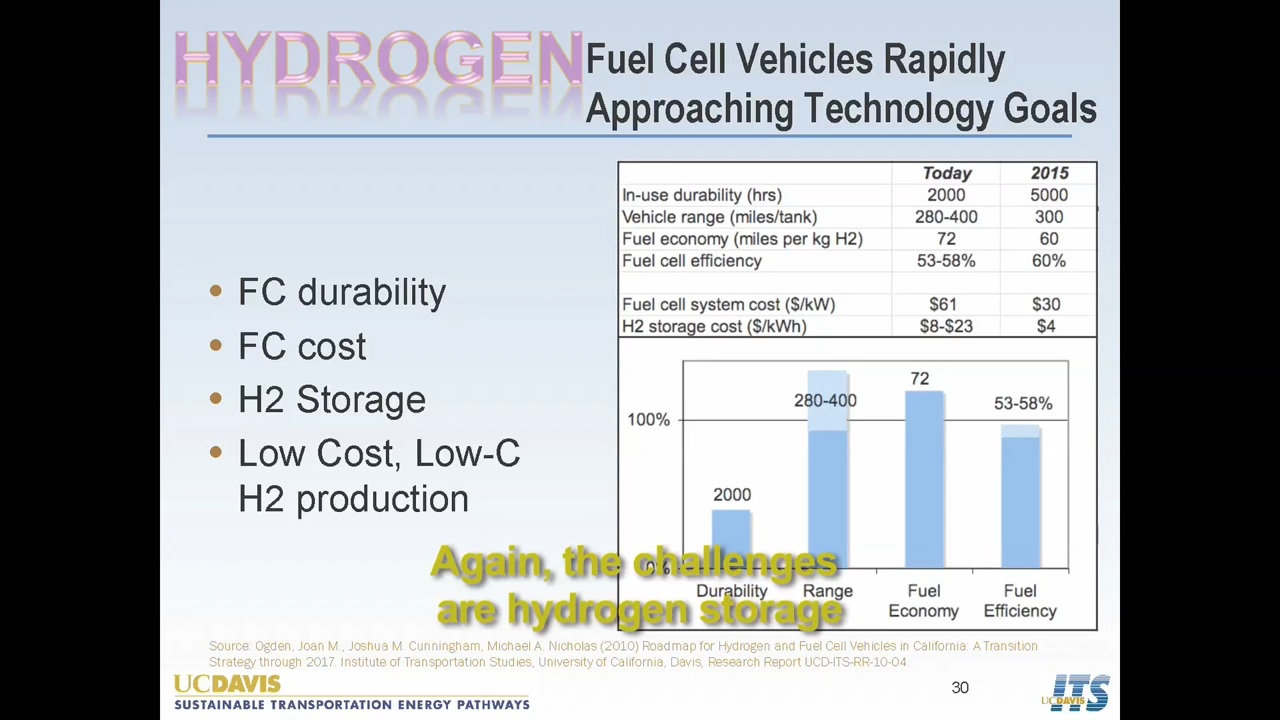 HYDROGEN Fuel Cell Vehicles Rapidly
Approaching Technology Goals
Today 2015
In-use durability (hrs) 2000 5000
Vehicle range (miles/tank) 280-400 300
Fuel economy (miles per kg H2) 72 60
Fuel cell efficiency 53-58% 60%
Fuel cell system cost ($/kW) $61 $30
H2 storage cost ($/kWh) $8-$23 $4
• FC durability
• FC cost
• H2 Storage
• Low Cost, Low-C
H2 production
100%
2000
280-400
72
53-58%
Durability
Range
Fuel
Economy
Fuel
Efficiency
Again, the challenges
are hydrogen storage
Source: Ogden, Joan M., Joshua M. Cunningham, Michael A. Nicholas (2010) Roadmap for Hydrogen and Fuel Cell Vehicles in California: A Transition
Strategy through 2017. Institute of Transportation Studies, University of California, Davis, Research Report UCD-ITS-RR-10-04.
UCDAVIS
SUSTAINABLE TRANSPORTATION ENERGY PATHWAYS
30
UCDAVIS ITS